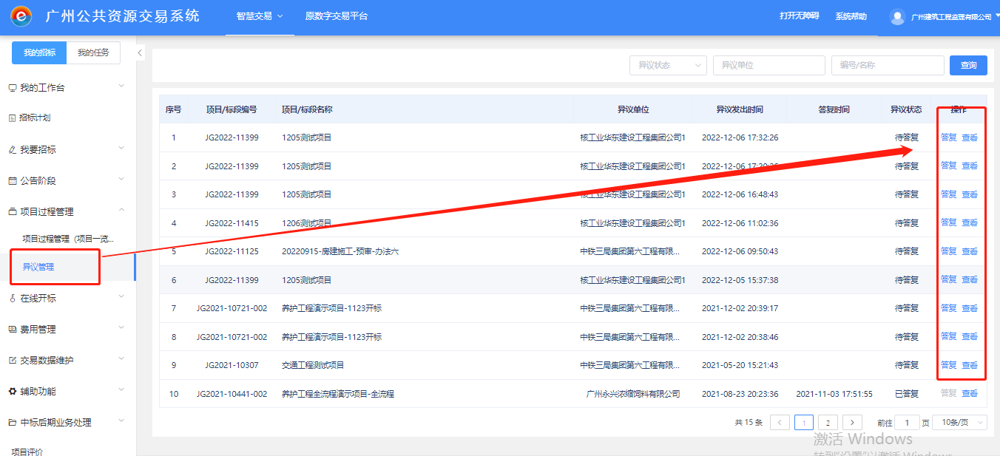 广州公共资源交易系统
智慧交易
原数字交易平台
打开无障碍
系统帮助
广州建筑工程监理有限公司
我的招标
我的任务
我的工作台
招标计划
我要招标
公告阶段
项目过程管理
项目过程管理（项目一览...
异议管理
在线开标
费用管理
交易数据维护
辅助功能
中标后期业务处理
项目评价
异议状态
异议单位
编号/名称
查询
序号 项目/标段编号 项目/标段名称 异议单位 异议发出时间 答复时间 异议状态 操作
1 JG2022-11399 1205测试项目 核工业华东建设工程集团公司1 2022-12-06 17:32:26 待答复 答复 查看
2 JG2022-11399 1205测试项目 核工业华东建设工程集团公司1 2022-12-06 17:20:26 待答复 答复 查看
3 JG2022-11399 1205测试项目 核工业华东建设工程集团公司1 2022-12-06 16:48:43 待答复 答复 查看
4 JG2022-11415 1206测试项目 核工业华东建设工程集团公司1 2022-12-06 11:02:36 待答复 答复 查看
5 JG2022-11125 20220915-房建施工-预审-办法六 中铁三局集团第六工程有限... 2022-12-06 09:50:43 待答复 答复 查看
6 JG2022-11399 1205测试项目 核工业华东建设工程集团公司1 2022-12-05 15:37:38 待答复 答复 查看
7 JG2021-10721-002 养护工程演示项目-1123开标 中铁三局集团第六工程有限... 2021-12-02 20:39:17 待答复 答复 查看
8 JG2021-10721-002 养护工程演示项目-1123开标 中铁三局集团第六工程有限... 2021-12-02 20:38:46 待答复 答复 查看
9 JG2021-10307 交通工程测试项目 中铁三局集团第六工程有限... 2021-05-20 15:21:43 待答复 答复 查看
10 JG2021-10441-002 养护工程全流程演示项目-全流程 广州永兴浓缩饲料有限公司 2021-08-23 20:23:36 2021-11-03 17:51:55 已答复 答复 查看
共 15 条 1 2 前往 1 页 10条/页
激活 Windows
转到"设置"以激活 Windows